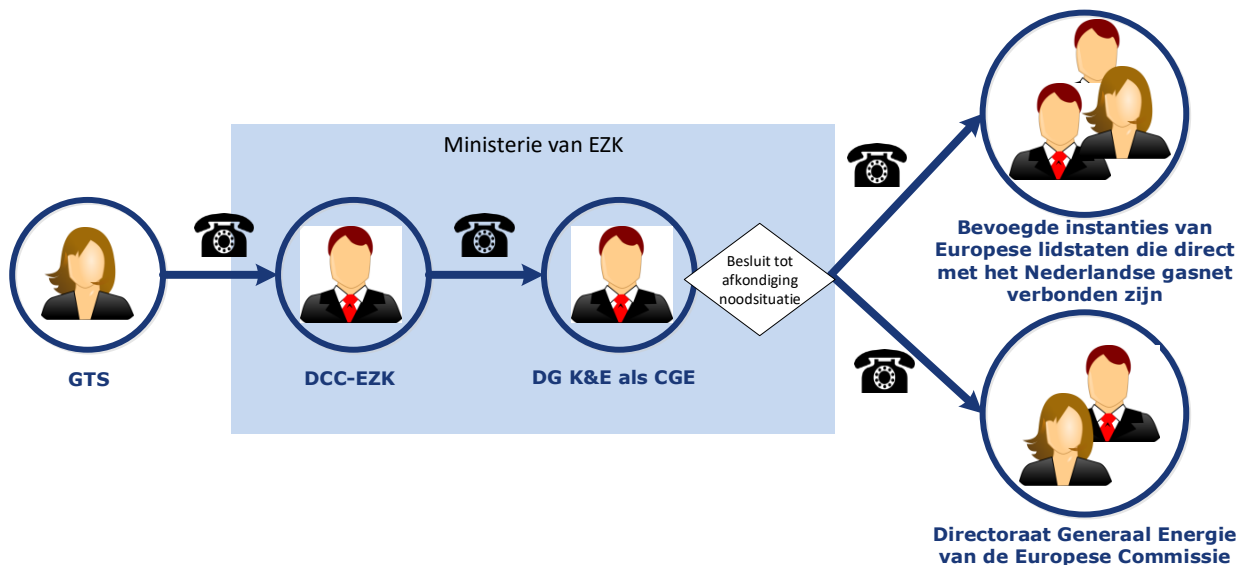 Ministerie van EZK
GTS
DCC-EZK
DG K&E als CGE
Besluit tot
afkondiging
noodsituatie
Bevoegde instanties van
Europese lidstaten die direct
met het Nederlandse gasnet
verbonden zijn
Directoraat Generaal Energie
van de Europese Commissie